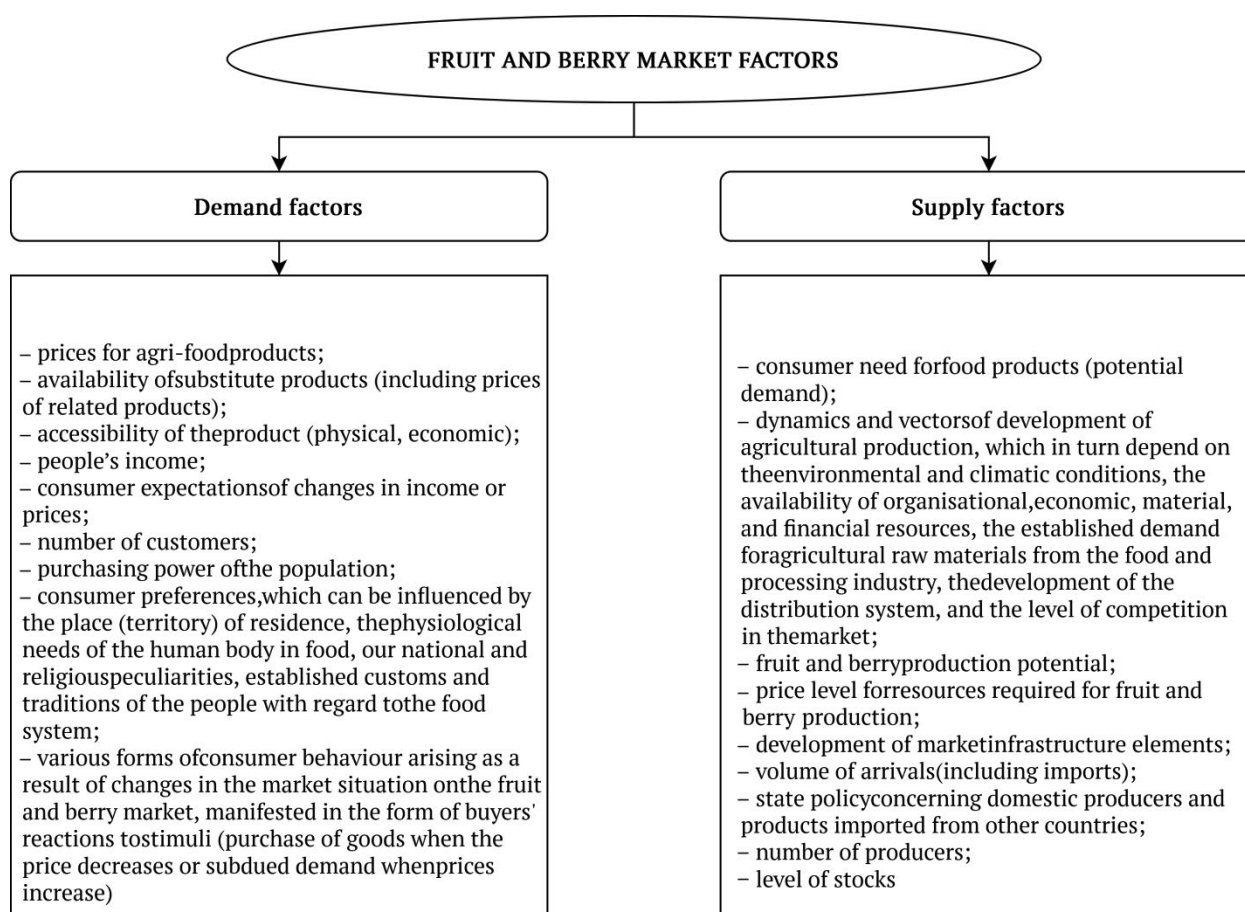 FRUIT AND BERRY MARKET FACTORS
Demand factors
– prices for agri-foodproducts;
– availability ofsubstitute products (including prices
of related products);
– accessibility of theproduct (physical, economic);
– people’s income;
– consumer expectationsof changes in income or
prices;
– number of customers;
– purchasing power ofthe population;
– consumer preferences,which can be influenced by
the place (territory) of residence, thephysiological
needs of the human body in food, our national and
religiouspeculiarities, established customs and
traditions of the people with regard tothe food
system;
– various forms ofconsumer behaviour arising as a
result of changes in the market situation onthe fruit
and berry market, manifested in the form of buyers'
reactions tostimuli (purchase of goods when the
price decreases or subdued demand whenprices
increase)
Supply factors
– consumer need forfood products (potential
demand);
– dynamics and vectorsof development of
agricultural production, which in turn depend on
theenvironmental and climatic conditions, the
availability of organisational,economic, material,
and financial resources, the established demand
foragricultural raw materials from the food and
processing industry, thedevelopment of the
distribution system, and the level of competition
in themarket;
– fruit and berryproduction potential;
– price level forresources required for fruit and
berry production;
– development of marketinfrastructure elements;
– volume of arrivals(including imports);
– state policyconcerning domestic producers and
products imported from other countries;
– number of producers;
– level of stocks